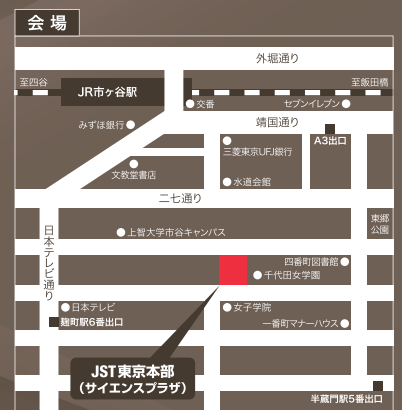 会場
外堀通り
至四谷
JR市ヶ谷駅
至飯田橋
交番
セブンイレブン
みずほ銀行
靖国通り
A3出口
三菱東京UFJ銀行
文教堂書店
水道会館
二七通り
東郷
公園
日本テレビ通り
上智大学市谷キャンパス
四番町図書館
千代田女学園
日本テレビ
女子学院
麹町駅6番出口
一番町マナーハウス
JST東京本部
（サイエンスプラザ）
半蔵門駅5番出口